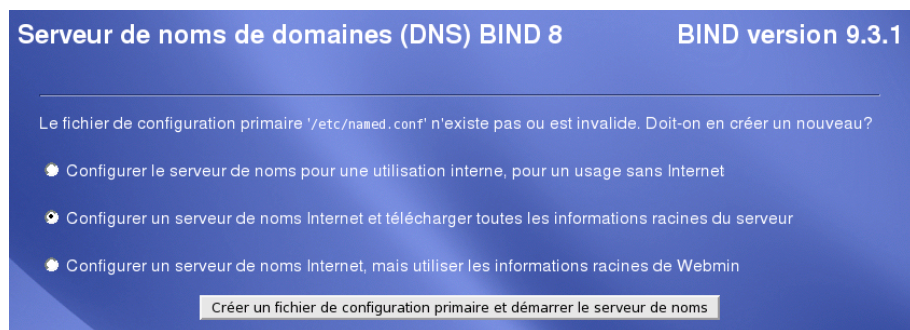 Serveur de noms de domaines (DNS) BIND 8 BIND version 9.3.1
Le fichier de configuration primaire '/etc/named.conf' n'existe pas ou est invalide. Doit-on en créer un nouveau?
Configurer le serveur de noms pour une utilisation interne, pour un usage sans Internet
Configurer un serveur de noms Internet et télécharger toutes les informations racines du serveur
Configurer un serveur de noms Internet, mais utiliser les informations racines de Webmin
Créer un fichier de configuration primaire et démarrer le serveur de noms